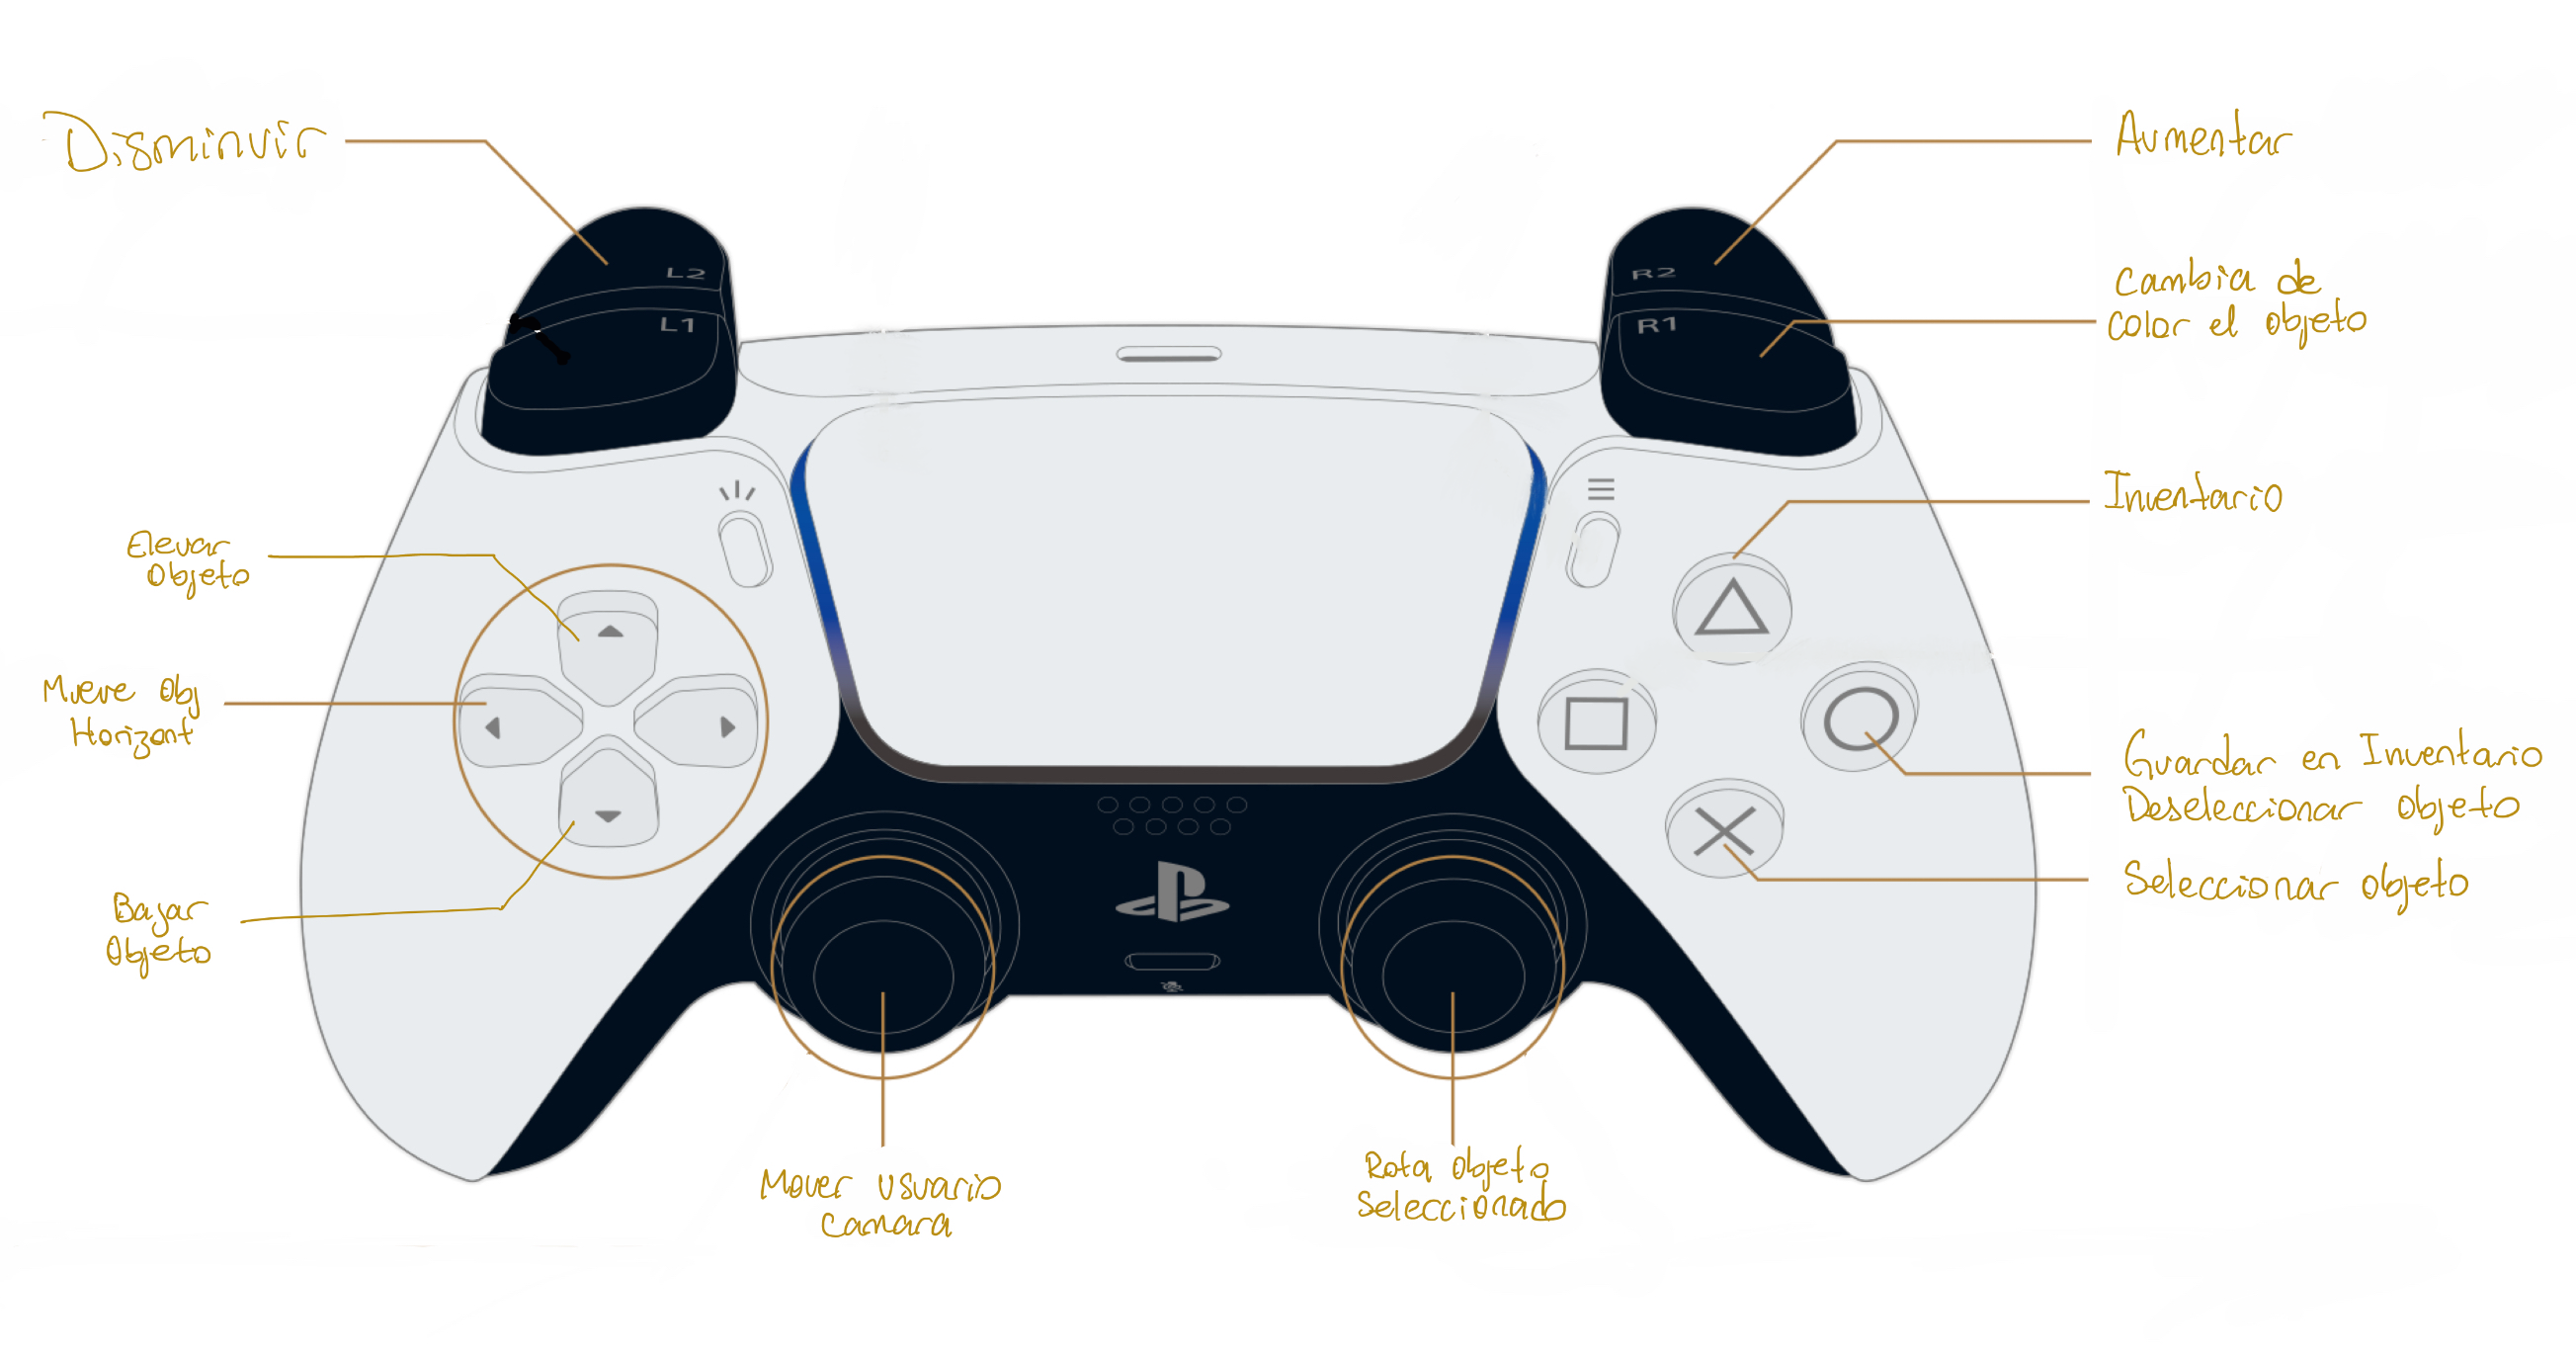 Disminuir
Aumentar
L2
R2
Cambia de
Color el objeto
L1
R1
Inventario
Elevar
Objeto
Mueve Obj
Horizont
Guardar en Inventario
Deseleccionar objeto
Seleccionar objeto
Bajar
Objeto
Mover usuario
Camara
Rota objeto
Seleccionado